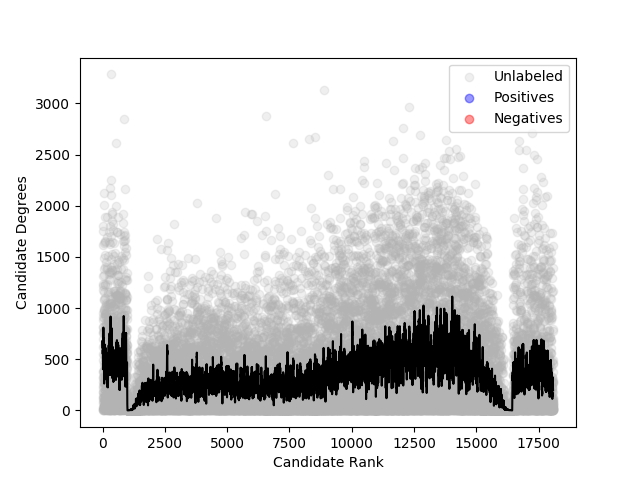 Unlabeled
Positives
Negatives
3000
2500
2000
1500
1000
500
0
Candidate Degrees
0 2500 5000 7500 10000 12500 15000 17500
Candidate Rank